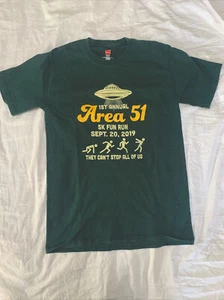 1ST ANNUAL
Area 51
5K FUN RUN
SEPT. 20, 2019
THEY CAN'T STOP ALL OF US